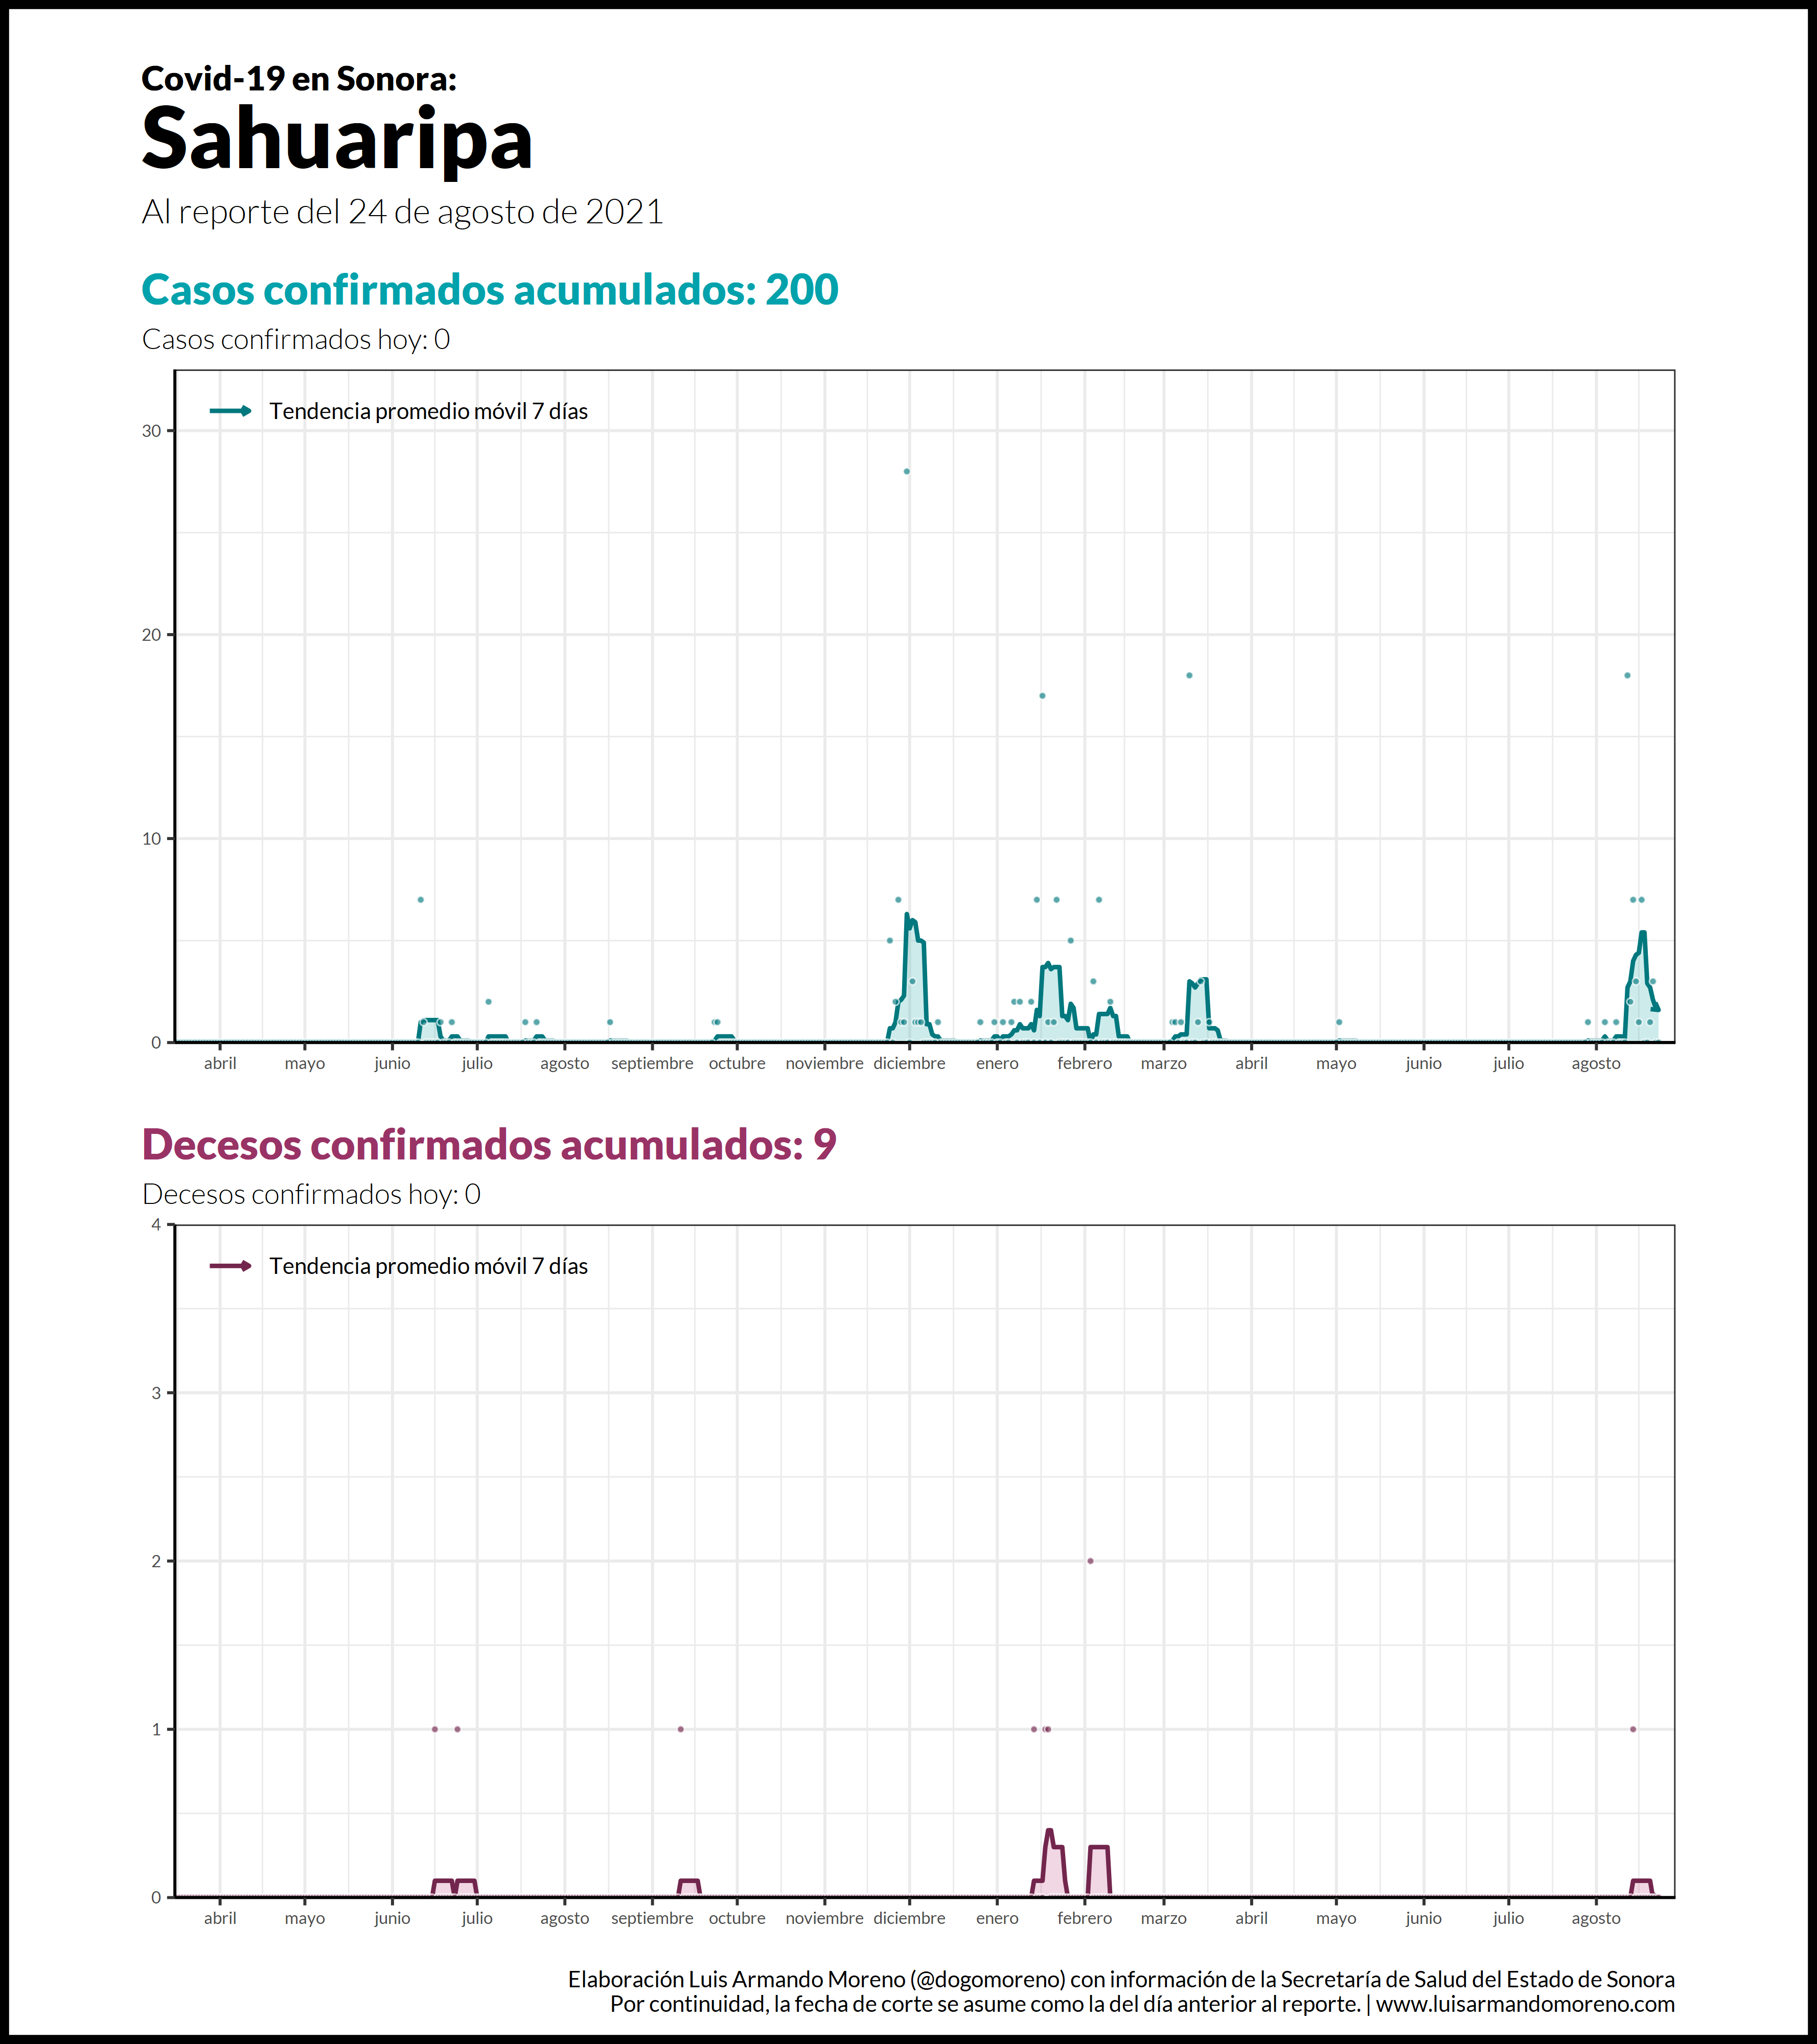 Covid-19 en Sonora:
Sahuaripa
Al reporte del 24 de agosto de 2021
Casos confirmados acumulados: 200
Casos confirmados hoy: 0
Tendencia promedio móvil 7 días
30
20
10
0
abril mayo junio julio agosto septiembre octubre noviembre diciembre enero febrero marzo abril mayo junio julio agosto
Decesos confirmados acumulados: 9
Decesos confirmados hoy: 0
4
Tendencia promedio móvil 7 días
3
2
1
0
abril mayo junio julio agosto septiembre octubre noviembre diciembre enero febrero marzo abril mayo junio julio agosto
Elaboración Luis Armando Moreno (@dogomoreno) con información de la Secretaría de Salud del Estado de Sonora
Por continuidad, la fecha de corte se asume como la del día anterior al reporte. | www.luisarmandomoreno.com